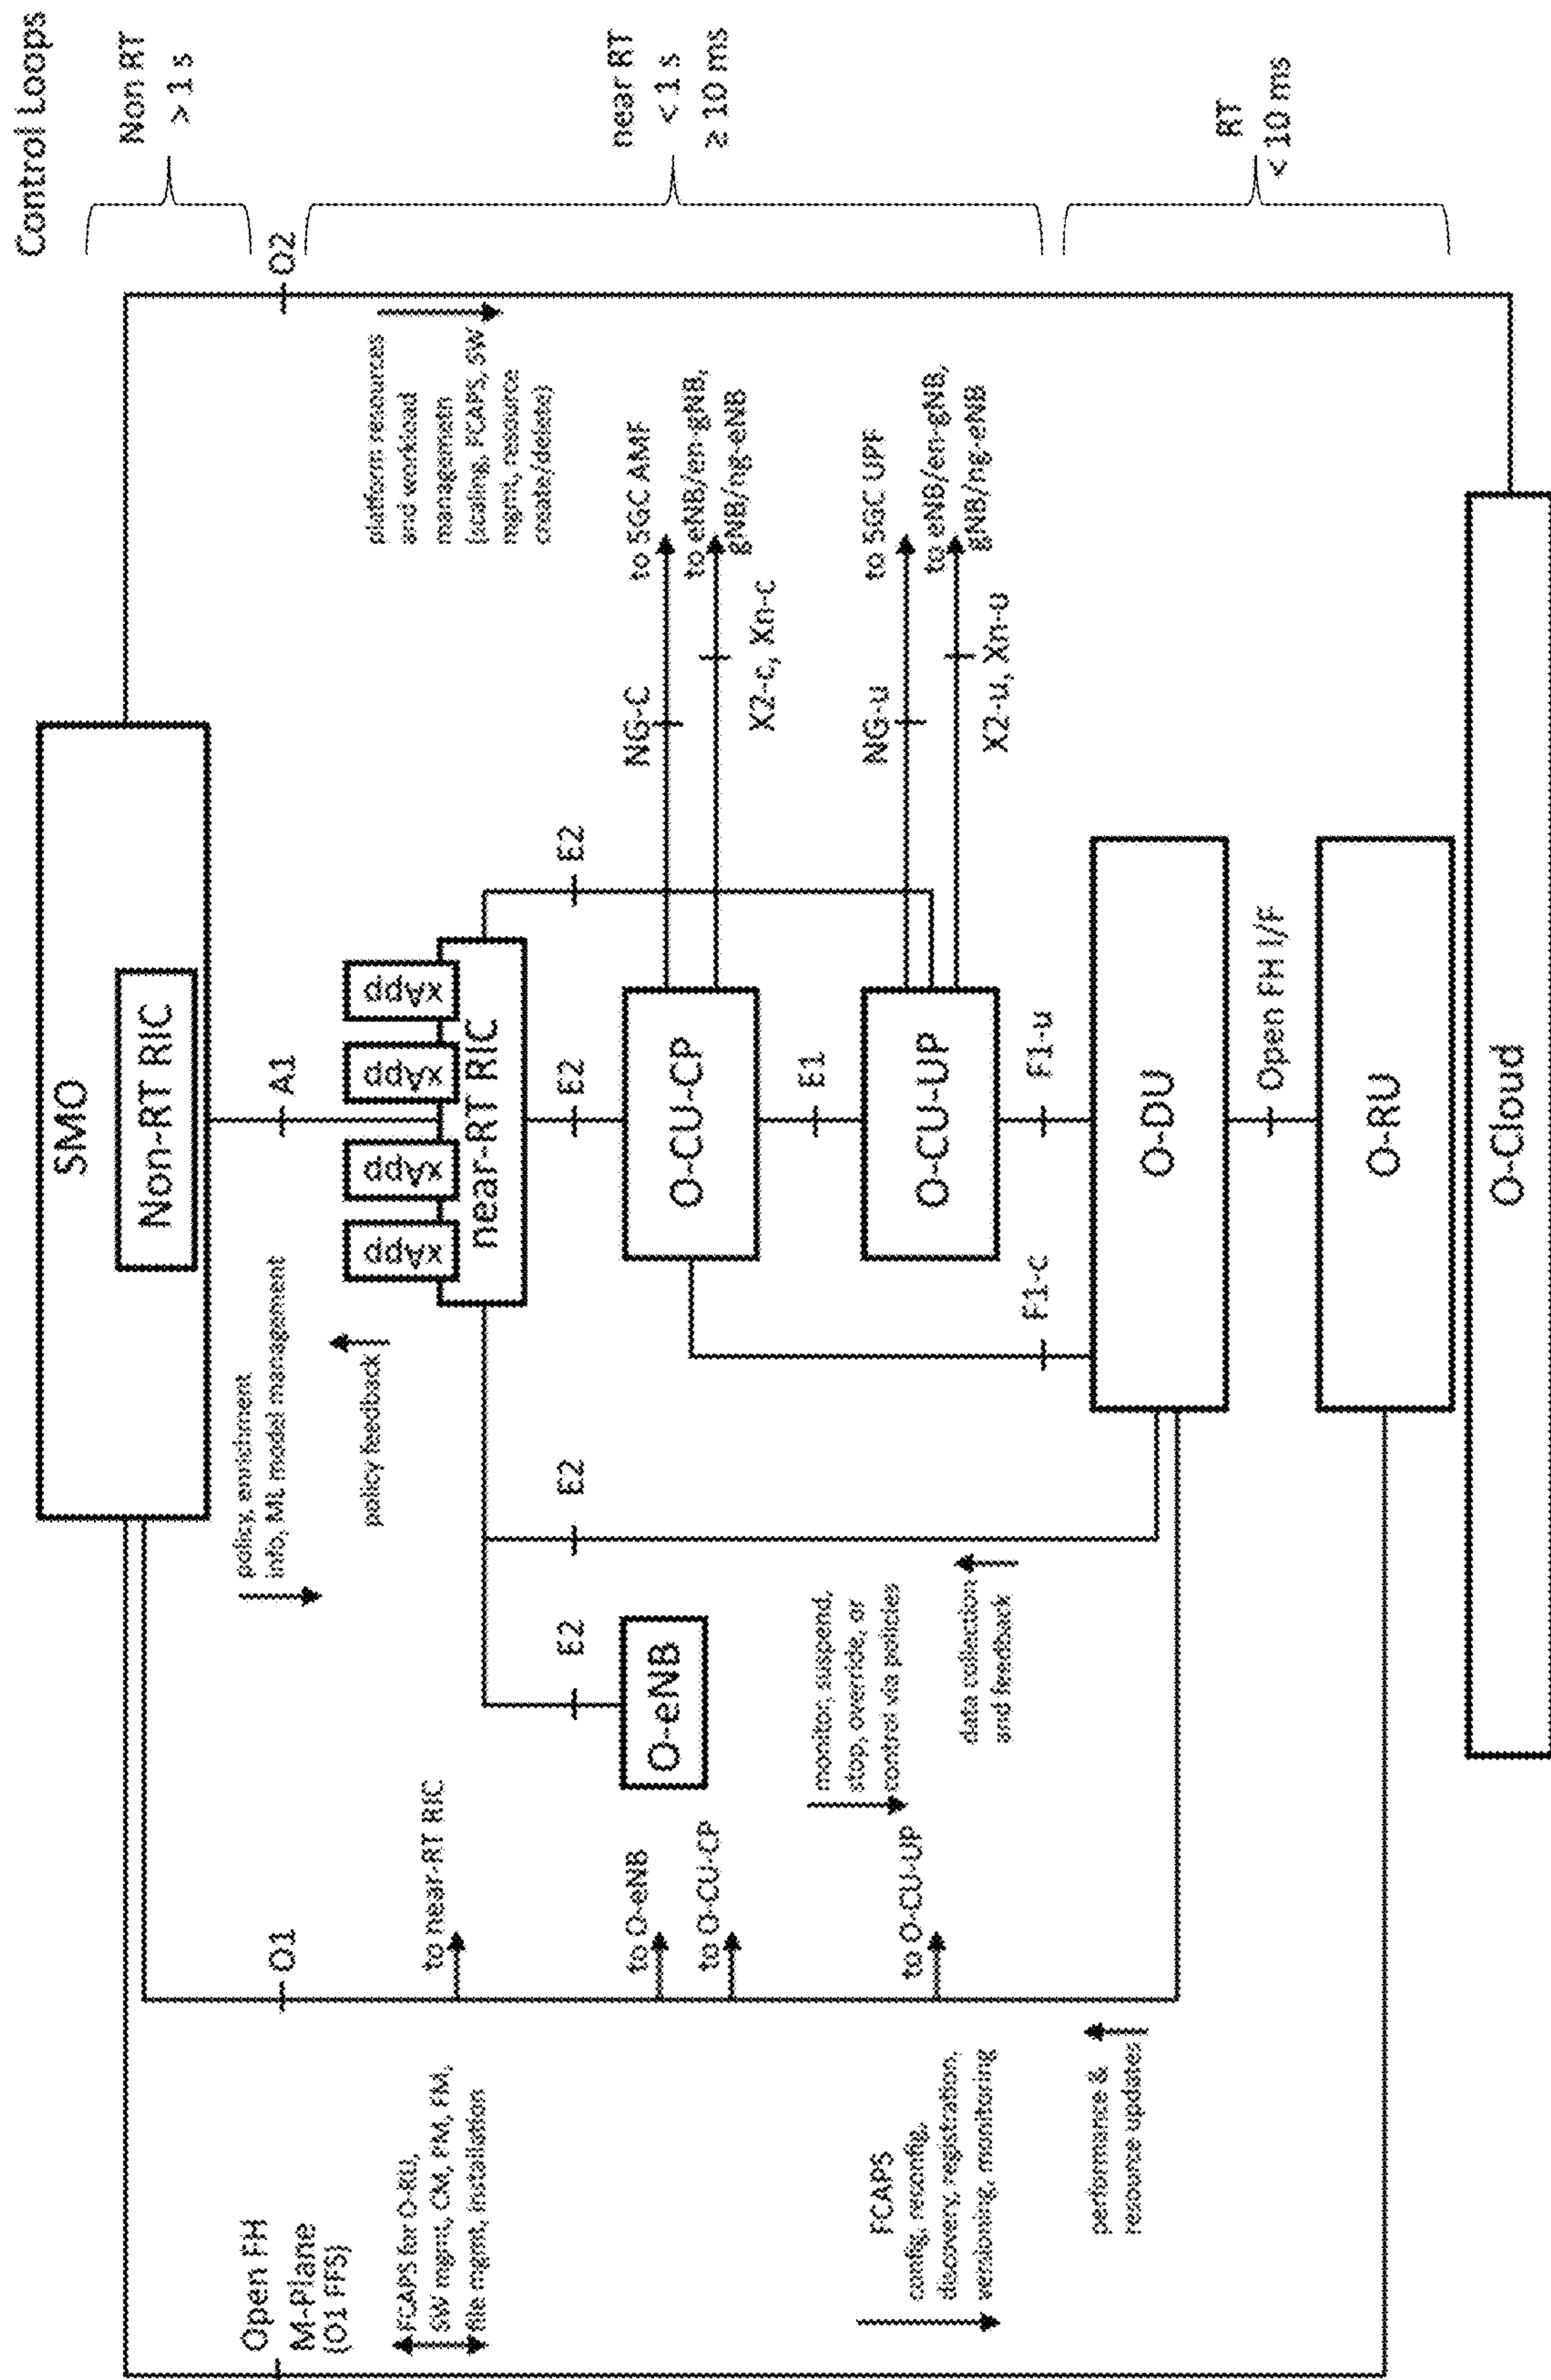 Control Loops
Non RT
> 1 s
near RT
< 1 s
≥ 10 ms
RT
< 10 ms
SMO
Non-RT RIC
O2
platform resources
and workload
managemetn
(scaling, FCAPS, SW
mgmt, resource
create/delete)
A1
policy, enrichment
info, ML model management
policy feedback
O1
Open FH
M-Plane
(O1 FFS)
FCAPS for O-RU,
SW mgmt, CM, PM, FM,
file mgmt, installation
xApp
xApp
xApp
xApp
near-RT RIC
to near-RT RIC
E2
E2
E2
E2
O-eNB
O-CU-CP
NG-C
to 5GC AMF
X2-c, Xn-c
to eNB/en-gNB,
gNB/ng-eNB
to O-eNB
to O-CU-CP
E1
monitor, suspend,
stop, override, or
control via policies
O-CU-UP
NG-u
to 5GC UPF
X2-u, Xn-u
to eNB/en-gNB,
gNB/ng-eNB
to O-CU-UP
data collection
and feedback
FCAPS
config, reconfig,
discovery, registration,
versioning, monitoring
F1-c
F1-u
performance &
resource updates
O-DU
Open FH I/F
O-RU
O-Cloud